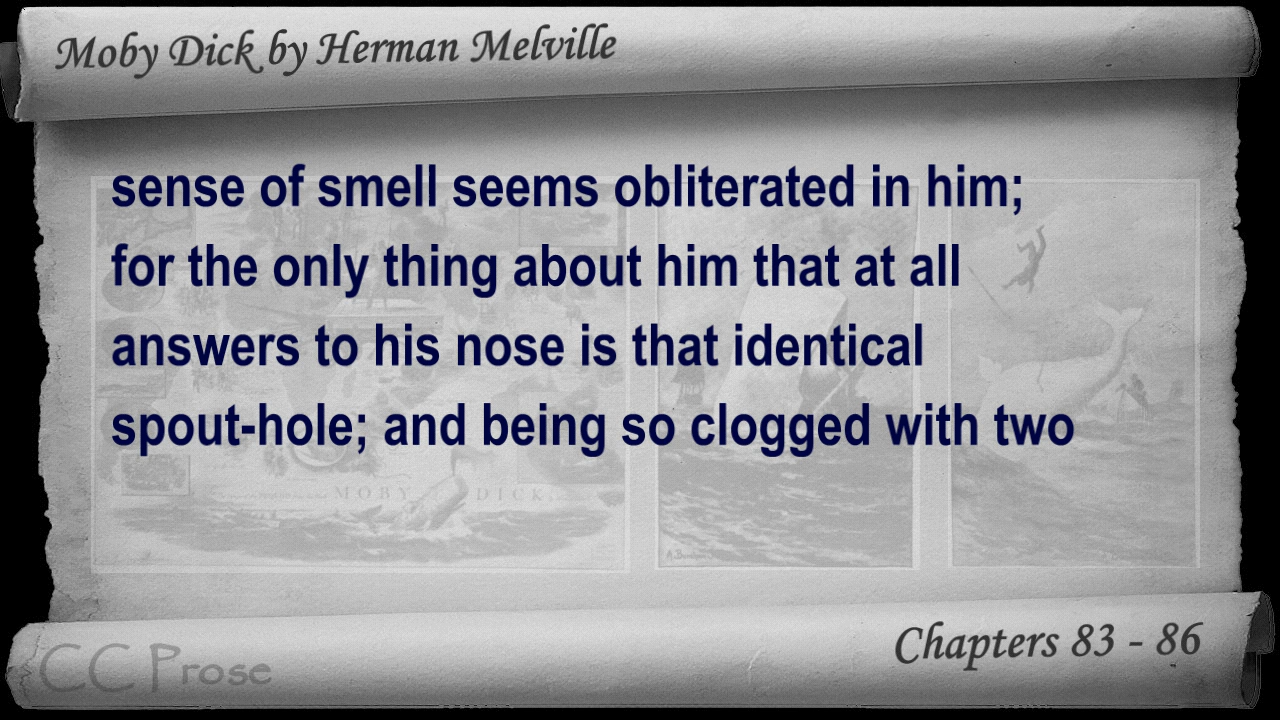 Moby Dick by Herman Melville
sense of smell seems obliterated in him;
for the only thing about him that at all
answers to his nose is that identical
spout-hole; and being so clogged with two
MOBY DICK
Chapters 83 - 86
CC Prose